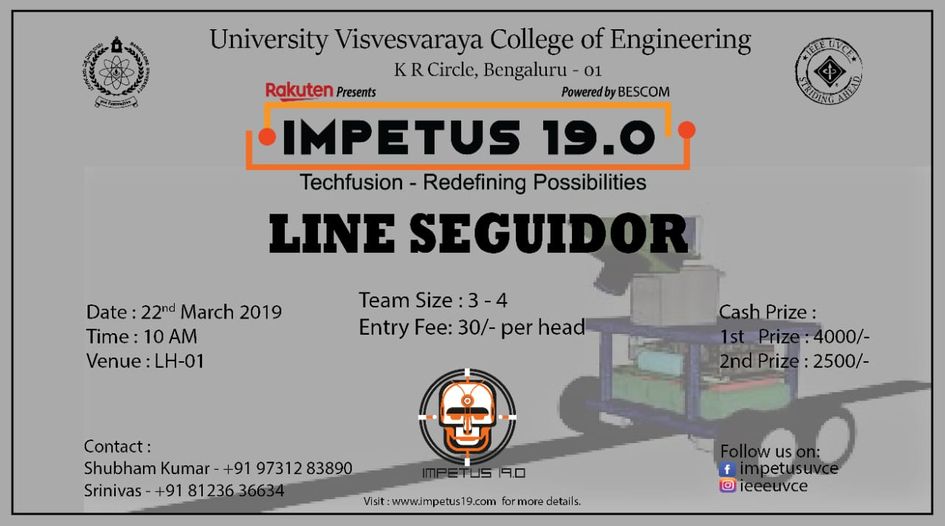 University Visvesvaraya College of Engineering
K R Circle, Bengaluru - 01
Rakuten Presents
Powered by BESCOM
IMPETUS 19.0
Techfusion - Redefining Possibilities
LINE SEGUIDOR
Date : 22nd March 2019
Time : 10 AM
Venue : LH-01
Team Size : 3 - 4
Entry Fee: 30/- per head
Cash Prize :
1st Prize : 4000/-
2nd Prize : 2500/-
IMPETUS 19.0
Contact :
Shubham Kumar - +91 97312 83890
Srinivas - +91 81236 36634
Visit : www.impetus19.com for more details.
Follow us on:
impetusuvce
ieeeuvce
IEEE UVCE
STRIDING AHEAD